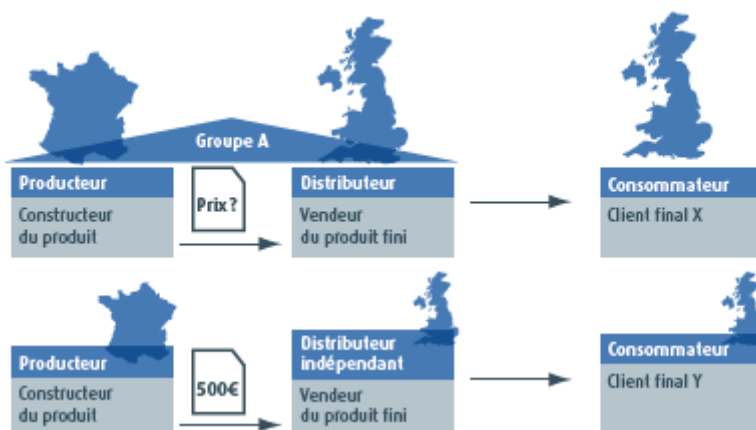 Groupe A
Producteur
Constructeur
du produit
Prix ?
Distributeur
Vendeur
du produit fini
Consommateur
Client final X
Producteur
Constructeur
du produit
500€
Distributeur
indépendant
Vendeur
du produit fini
Consommateur
Client final Y